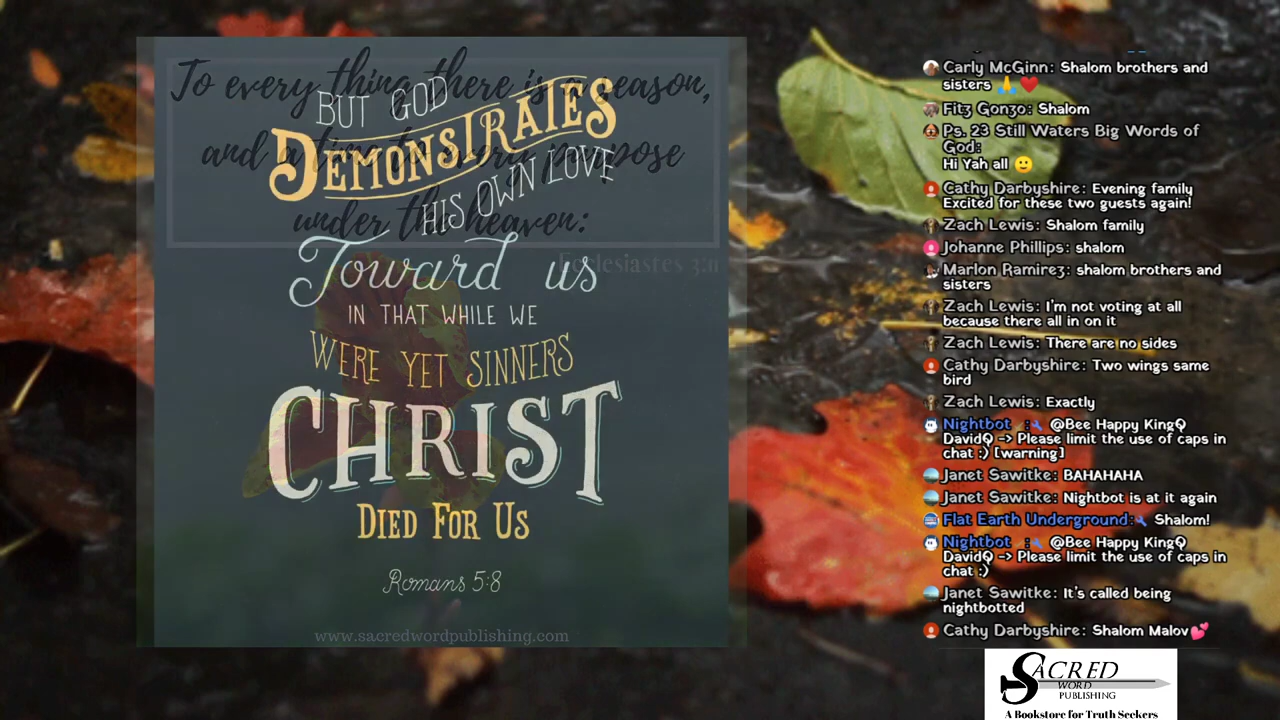 To every thing there is a season,
and a time to every purpose
under the heaven:
Ecclesiastes 3:1
BUT GOD
DEMONSTRATES
HIS OWN LOVE
Toward us
IN THAT WHILE WE
WERE YET SINNERS
CHRIST
DIED FOR US
Romans 5:8
www.sacredwordpublishing.com
Carly McGinn: Shalom brothers and
sisters 🙏❤️
Fitz Gonzo: Shalom
Ps. 23 Still Waters Big Words of
God:
Hi Yah all 🙂
Cathy Darbyshire: Evening family
Excited for these two guests again!
Zach Lewis: Shalom family
Johanne Phillips: shalom
Marlon Ramirez: shalom brothers and
sisters
Zach Lewis: I'm not voting at all
because there all in on it
Zach Lewis: There are no sides
Cathy Darbyshire: Two wings same
bird
Zach Lewis: Exactly
Nightbot : @Bee Happy KingQ
DavidQ -> Please limit the use of caps in
chat :) [warning]
Janet Sawitke: BAHAHAHA
Janet Sawitke: Nightbot is at it again
Flat Earth Underground: Shalom!
Nightbot : @Bee Happy KingQ
DavidQ -> Please limit the use of caps in
chat :)
Janet Sawitke: It's called being
nightbotted
Cathy Darbyshire: Shalom Malov💕
SACRED
WORD
PUBLISHING
A Bookstore for Truth Seekers